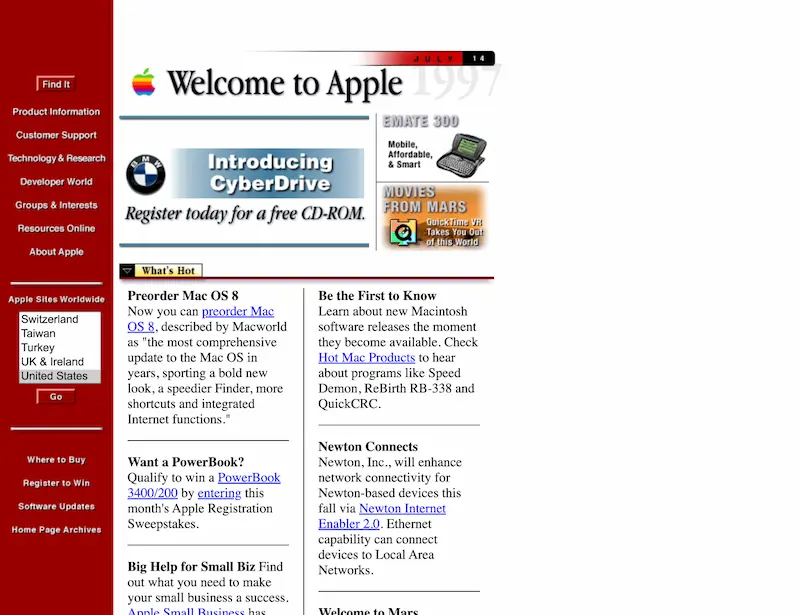 Find It
Product Information
Customer Support
Technology & Research
Developer World
Groups & Interests
Resources Online
About Apple
Apple Sites Worldwide
Switzerland
Taiwan
Turkey
UK & Ireland
United States
Go
Where to Buy
Register to Win
Software Updates
Home Page Archives
JULY 14
1997
Welcome to Apple
BMW
Introducing
CyberDrive
Register today for a free CD-ROM.
EMATE 300
Mobile,
Affordable,
& Smart
MOVIES
FROM MARS
QuickTime VR
Takes You Out
of this World
What's Hot
Preorder Mac OS 8
Now you can preorder Mac
OS 8, described by Macworld
as "the most comprehensive
update to the Mac OS in
years, sporting a bold new
look, a speedier Finder, more
shortcuts and integrated
Internet functions."
Want a PowerBook?
Qualify to win a PowerBook
3400/200 by entering this
month's Apple Registration
Sweepstakes.
Big Help for Small Biz Find
out what you need to make
your small business a success.
Apple Small Business has
Be the First to Know
Learn about new Macintosh
software releases the moment
they become available. Check
Hot Mac Products to hear
about programs like Speed
Demon, ReBirth RB-338 and
QuickCRC.
Newton Connects
Newton, Inc., will enhance
network connectivity for
Newton-based devices this
fall via Newton Internet
Enabler 2.0. Ethernet
capability can connect
devices to Local Area
Networks.
Welcome to Mars